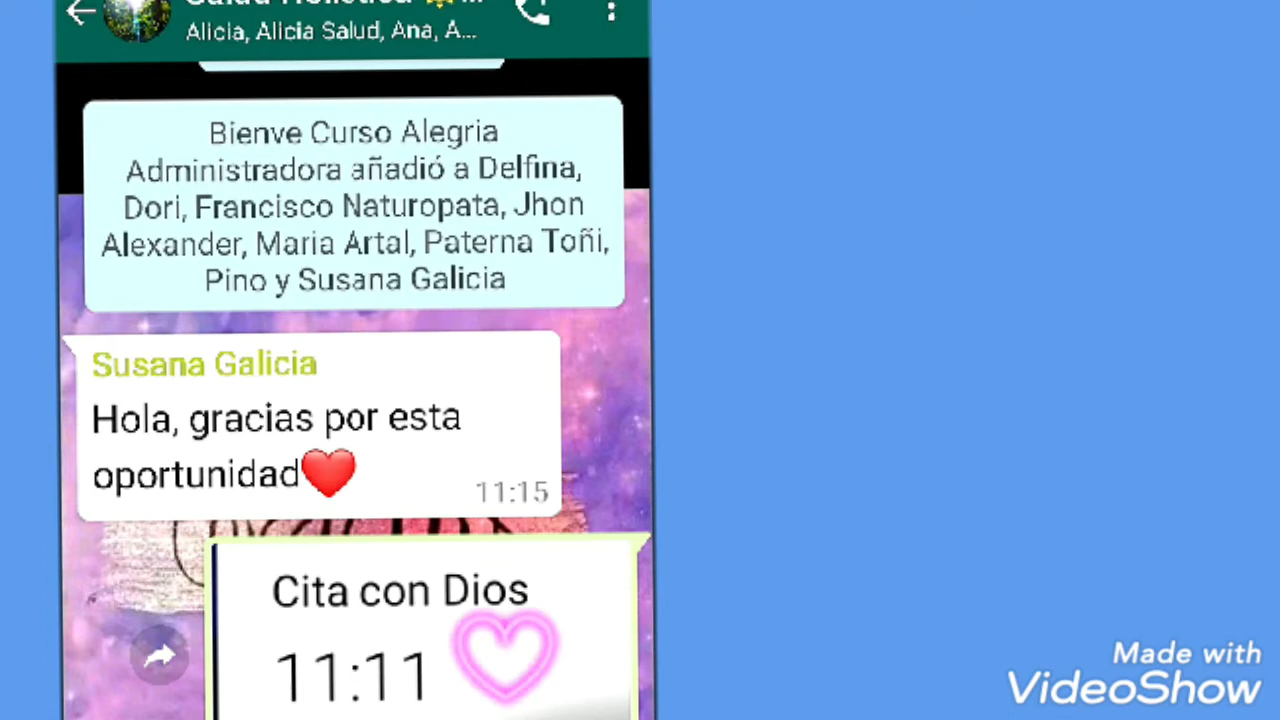 Alicia, Alicia Salud, Ana, A...
Bienve Curso Alegria
Administradora añadió a Delfina,
Dori, Francisco Naturopata, Jhon
Alexander, Maria Artal, Paterna Toñi,
Pino y Susana Galicia
Susana Galicia
Hola, gracias por esta
oportunidad❤️
11:15
Cita con Dios
11:11
Made with
VideoShow